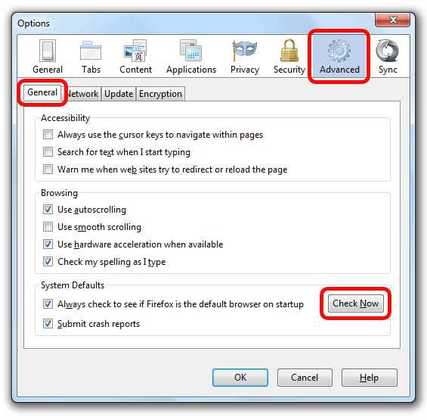 Options
General Tabs Content Applications Privacy Security Advanced Sync
General Network Update Encryption
Accessibility
Always use the cursor keys to navigate within pages
Search for text when I start typing
Warn me when web sites try to redirect or reload the page
Browsing
Use autoscrolling
Use smooth scrolling
Use hardware acceleration when available
Check my spelling as I type
System Defaults
Always check to see if Firefox is the default browser on startup Check Now
Submit crash reports
OK Cancel Help